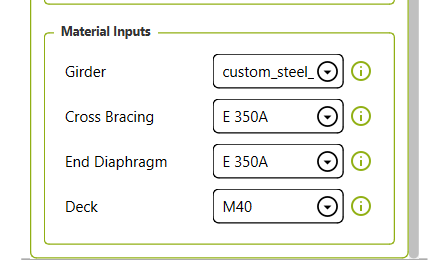 Material Inputs
Girder custom_steel_
Cross Bracing E 350A
End Diaphragm E 350A
Deck M40